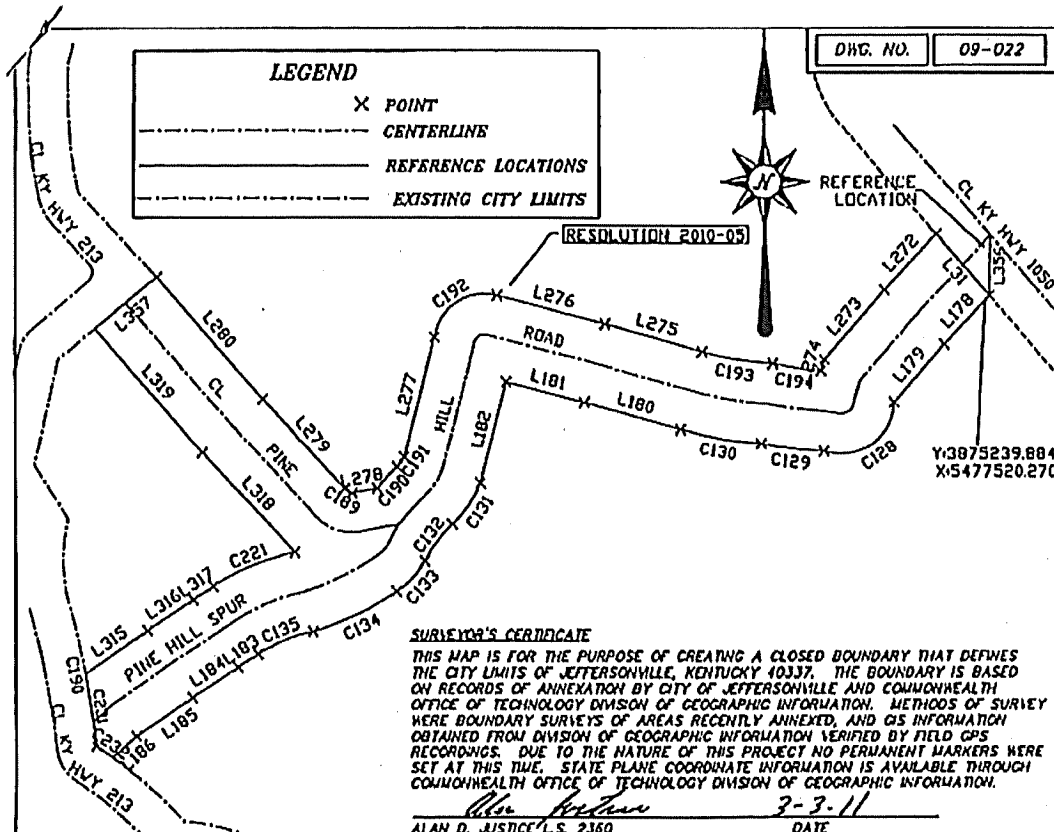 DWG. NO. 09-022
LEGEND
X POINT
CENTERLINE
REFERENCE LOCATIONS
EXISTING CITY LIMITS
N
REFERENCE
LOCATION
CL KY HWY 1050
CL KY HWY 213
RESOLUTION 2010-05
L272
L31
L355
L178
L273
L179
274
C192
L276
L275
ROAD
C193
C194
L357
L280
L319
CL
L277
HILL
L181
L180
L182
C130
C129
C128
Y:3875239.884
X:5477520.270
L279
PINE
L278
C189
C190
C191
L318
C131
C132
C133
C221
L317
L316
L315
PINE HILL SPUR
C134
C135
L183
L184
L185
L186
C190
C231
C232
CL KY HWY 213
SURVEYOR'S CERTIFICATE
THIS MAP IS FOR THE PURPOSE OF CREATING A CLOSED BOUNDARY THAT DEFINES
THE CITY LIMITS OF JEFFERSONVILLE, KENTUCKY 40337. THE BOUNDARY IS BASED
ON RECORDS OF ANNEXATION BY CITY OF JEFFERSONVILLE AND COMMONWEALTH
OFFICE OF TECHNOLOGY DIVISION OF GEOGRAPHIC INFORMATION. METHODS OF SURVEY
WERE BOUNDARY SURVEYS OF AREAS RECENTLY ANNEXED, AND GIS INFORMATION
OBTAINED FROM DIVISION OF GEOGRAPHIC INFORMATION VERIFIED BY FIELD GPS
RECORDINGS. DUE TO THE NATURE OF THIS PROJECT NO PERMANENT MARKERS WERE
SET AT THIS TIME. STATE PLANE COORDINATE INFORMATION IS AVAILABLE THROUGH
COMMONWEALTH OFFICE OF TECHNOLOGY DIVISION OF GEOGRAPHIC INFORMATION.
3-3-11
ALAN D. JUSTICE L.S. 2360 DATE